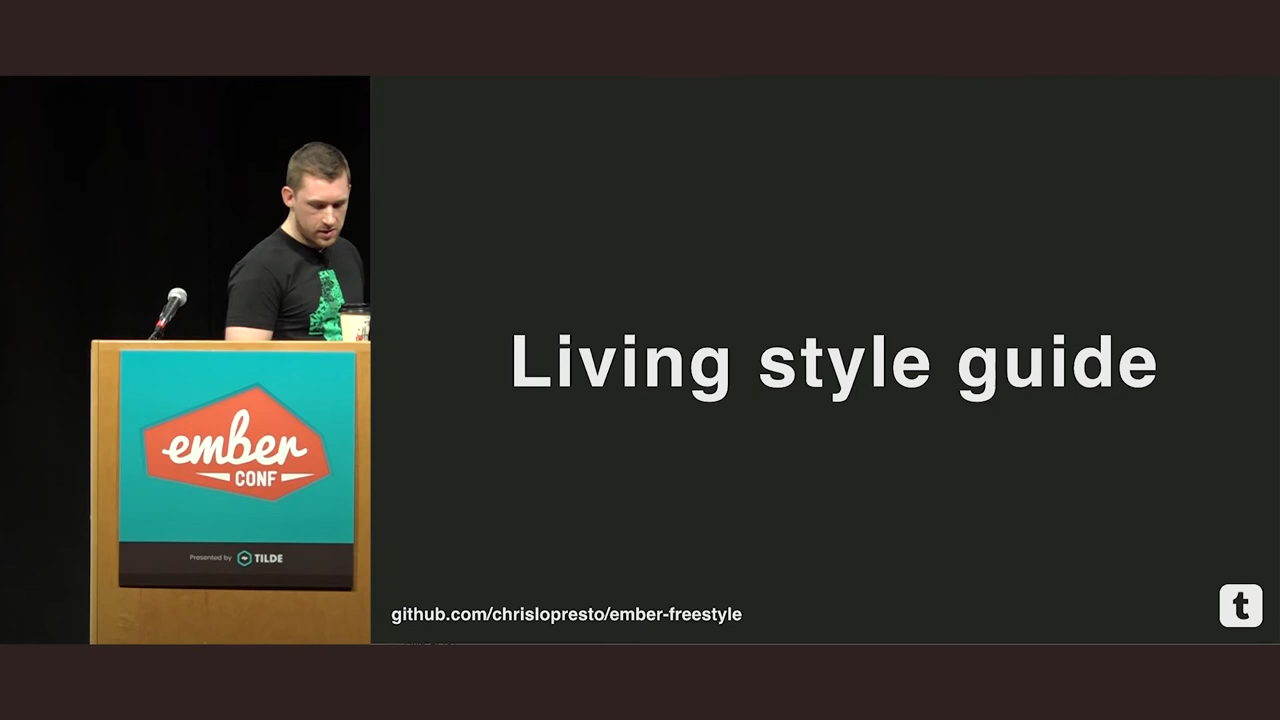 Living style guide
ember
CONF
Presented by TILDE
github.com/chrislopresto/ember-freestyle
t